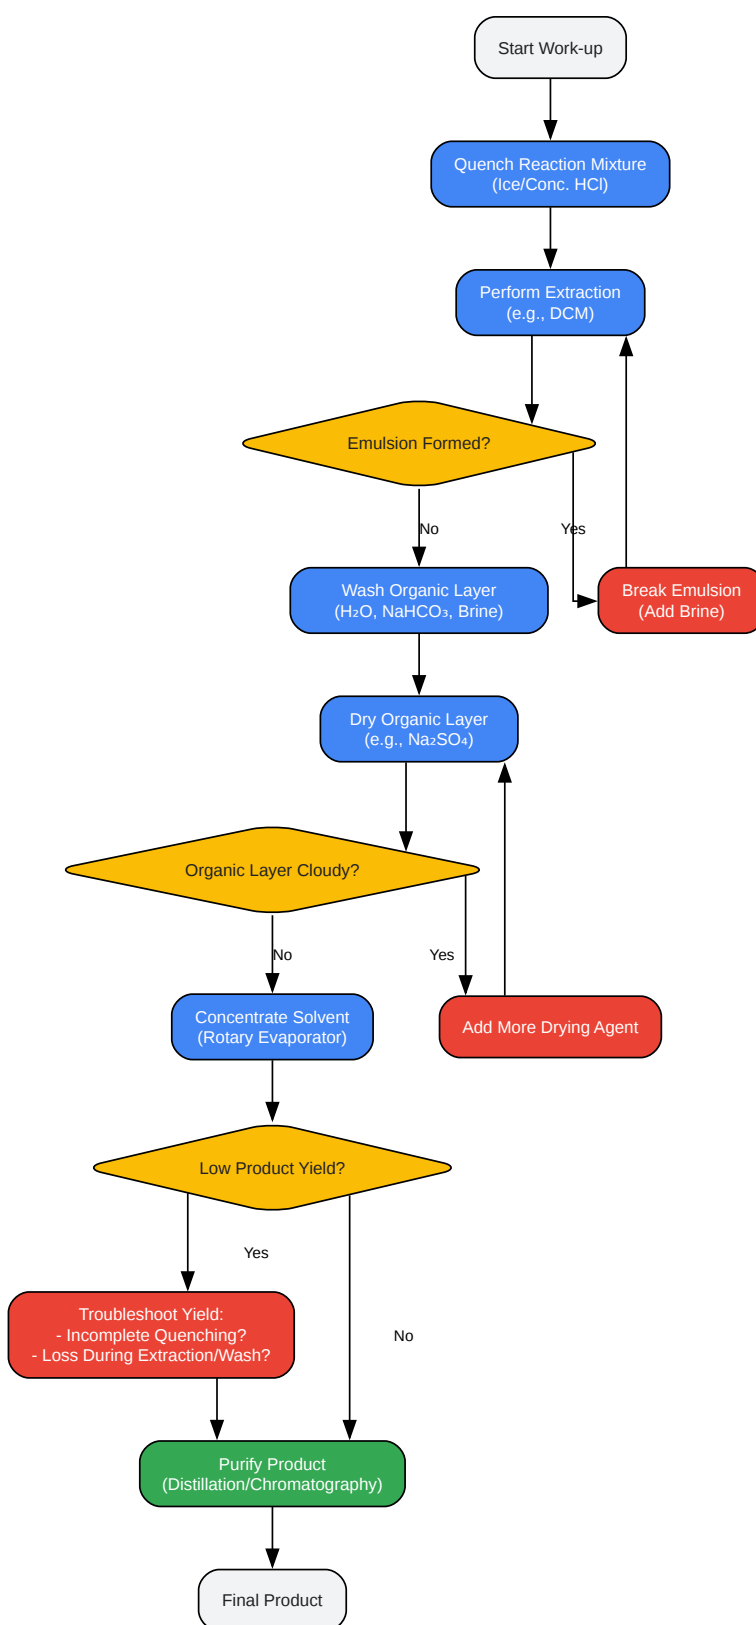 Start Work-up
Quench Reaction Mixture
(Ice/Conc. HCl)
Perform Extraction
(e.g., DCM)
Emulsion Formed?
No
Yes
Wash Organic Layer
(H₂O, NaHCO₃, Brine)
Break Emulsion
(Add Brine)
Dry Organic Layer
(e.g., Na₂SO₄)
Organic Layer Cloudy?
No
Yes
Concentrate Solvent
(Rotary Evaporator)
Add More Drying Agent
Low Product Yield?
Yes
Troubleshoot Yield:
- Incomplete Quenching?
- Loss During Extraction/Wash?
No
Purify Product
(Distillation/Chromatography)
Final Product